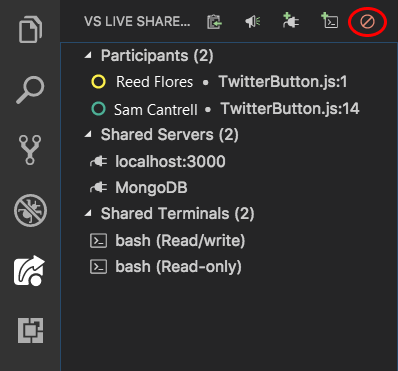 VS LIVE SHARE...
Participants (2)
Reed Flores • TwitterButton.js:1
Sam Cantrell • TwitterButton.js:14
Shared Servers (2)
localhost:3000
MongoDB
Shared Terminals (2)
bash (Read/write)
bash (Read-only)